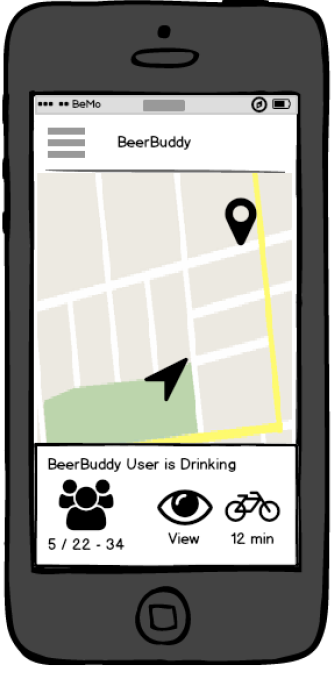 BeMo
BeerBuddy
BeerBuddy User is Drinking
5 / 22 - 34
View
12 min